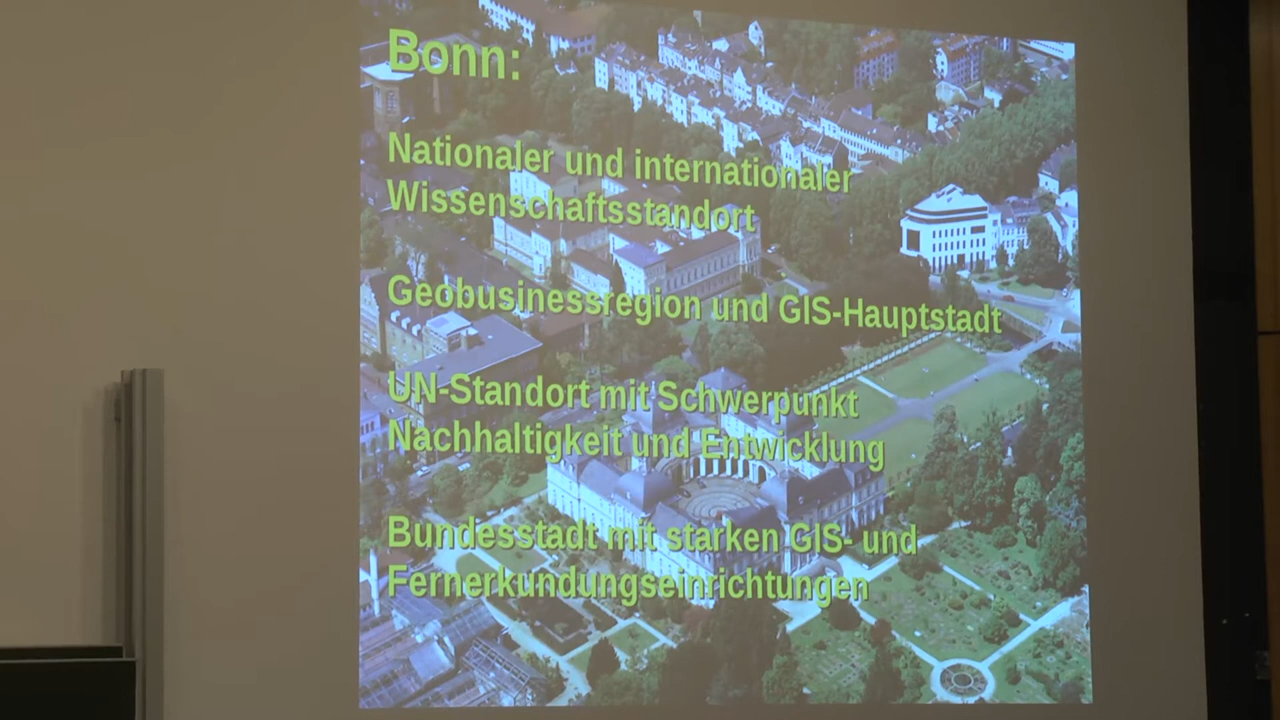 Bonn:
Nationaler und internationaler
Wissenschaftsstandort
Geobusinessregion und GIS-Hauptstadt
UN-Standort mit Schwerpunkt
Nachhaltigkeit und Entwicklung
Bundesstadt mit starken GIS- und
Fernerkundungseinrichtungen